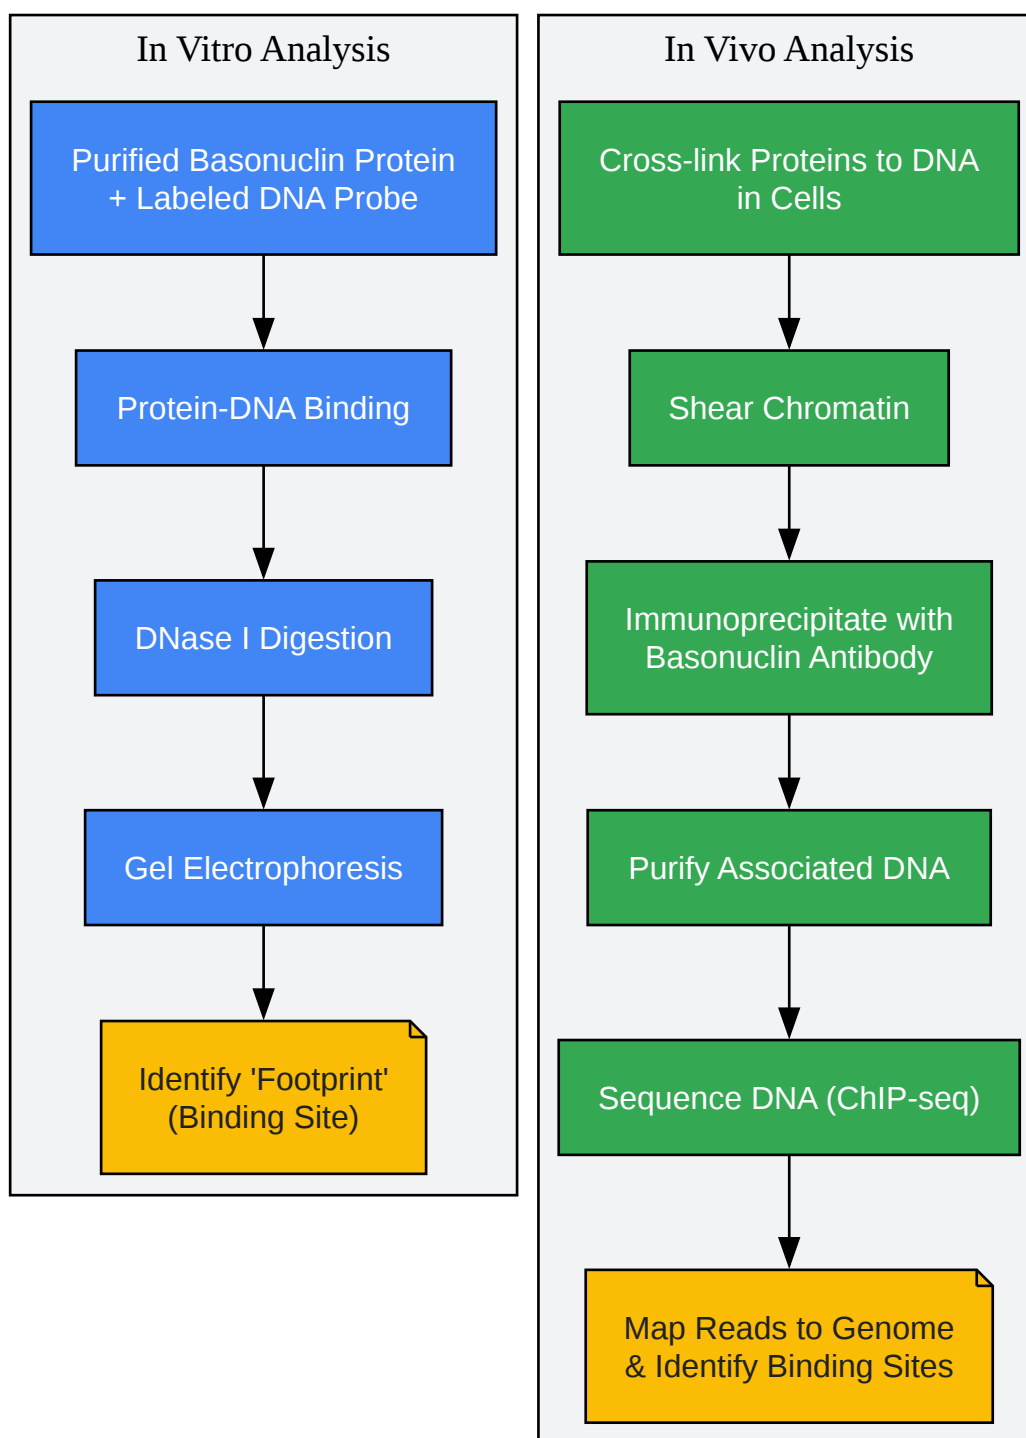 In Vitro Analysis
Purified Basonuclin Protein
+ Labeled DNA Probe
Protein-DNA Binding
DNase I Digestion
Gel Electrophoresis
Identify 'Footprint'
(Binding Site)
In Vivo Analysis
Cross-link Proteins to DNA
in Cells
Shear Chromatin
Immunoprecipitate with
Basonuclin Antibody
Purify Associated DNA
Sequence DNA (ChIP-seq)
Map Reads to Genome
& Identify Binding Sites